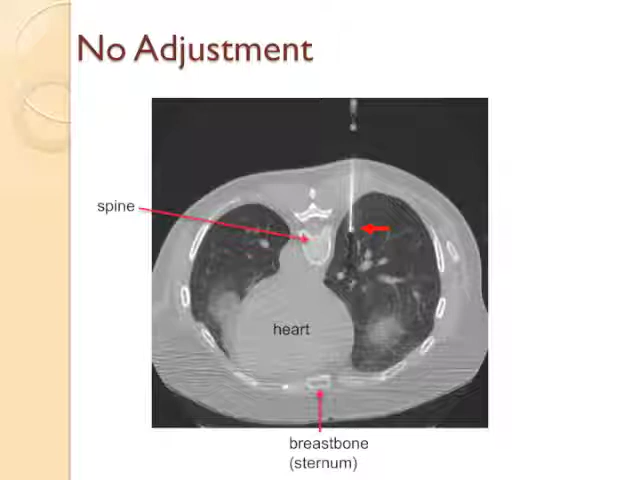 No Adjustment
spine
heart
breastbone
(sternum)